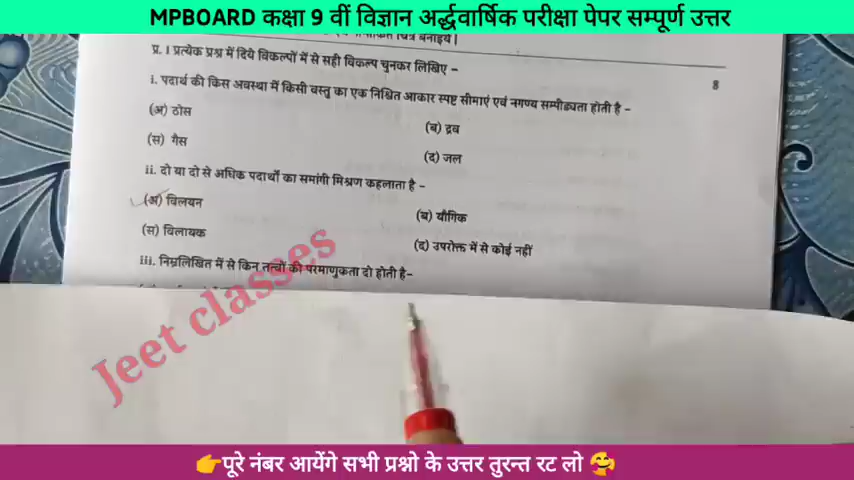 MPBOARD कक्षा 9 वीं विज्ञान अर्द्धवार्षिक परीक्षा पेपर सम्पूर्ण उत्तर
चित्र बनाइये |
प्र. 1 प्रत्येक प्रश्न में दिये विकल्पों में से सही विकल्प चुनकर लिखिए –
8
i. पदार्थ की किस अवस्था में किसी वस्तु का एक निश्चित आकार स्पष्ट सीमाएं एवं नगण्य सम्पीड्यता होती है –
(अ) ठोस
(ब) द्रव
(स) गैस
(द) जल
ii. दो या दो से अधिक पदार्थों का समांगी मिश्रण कहलाता है –
(अ) विलयन
(ब) यौगिक
(स) विलायक
(द) उपरोक्त में से कोई नहीं
iii. निम्नलिखित में से किन तत्वों की परमाणुकता दो होती है–
Jeet classes
👉पूरे नंबर आयेंगे सभी प्रश्नो के उत्तर तुरन्त रट लो 🥰